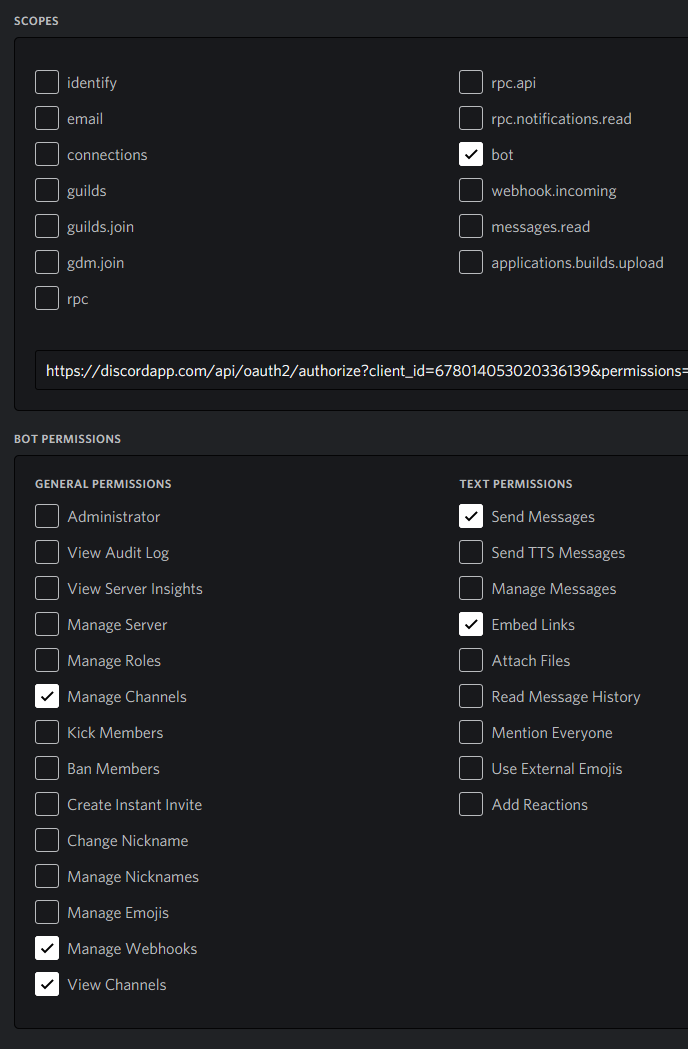 SCOPES
identify
email
connections
guilds
guilds.join
gdm.join
rpc
rpc.api
rpc.notifications.read
bot
webhook.incoming
messages.read
applications.builds.upload
https://discordapp.com/api/oauth2/authorize?client_id=678014053020336139&permissions=
BOT PERMISSIONS
GENERAL PERMISSIONS
Administrator
View Audit Log
View Server Insights
Manage Server
Manage Roles
Manage Channels
Kick Members
Ban Members
Create Instant Invite
Change Nickname
Manage Nicknames
Manage Emojis
Manage Webhooks
View Channels
TEXT PERMISSIONS
Send Messages
Send TTS Messages
Manage Messages
Embed Links
Attach Files
Read Message History
Mention Everyone
Use External Emojis
Add Reactions